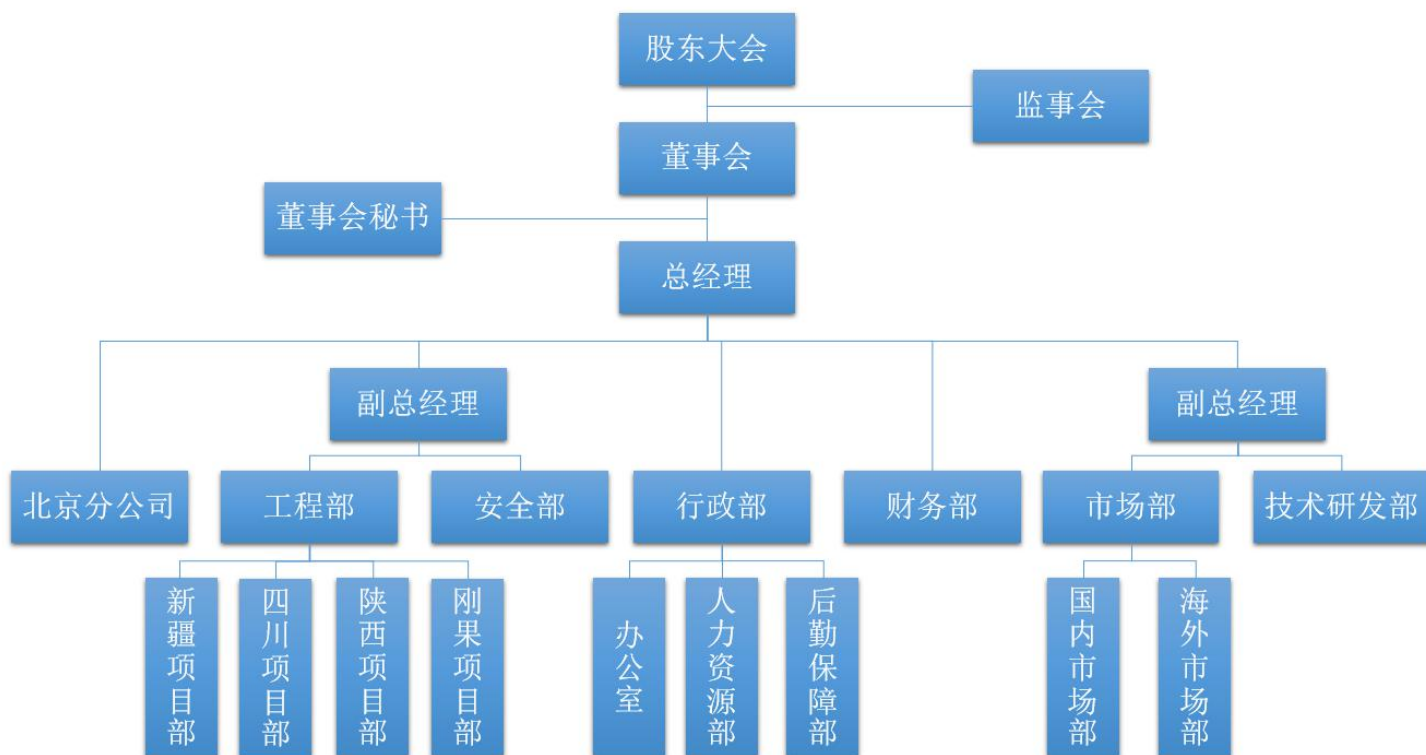 股东大会
监事会
董事会
董事会秘书
总经理
副总经理
副总经理
北京分公司
工程部
安全部
行政部
财务部
市场部
技术研发部
新疆项目部
四川项目部
陕西项目部
刚果项目部
办公室
人力资源部
后勤保障部
国内市场部
海外市场部